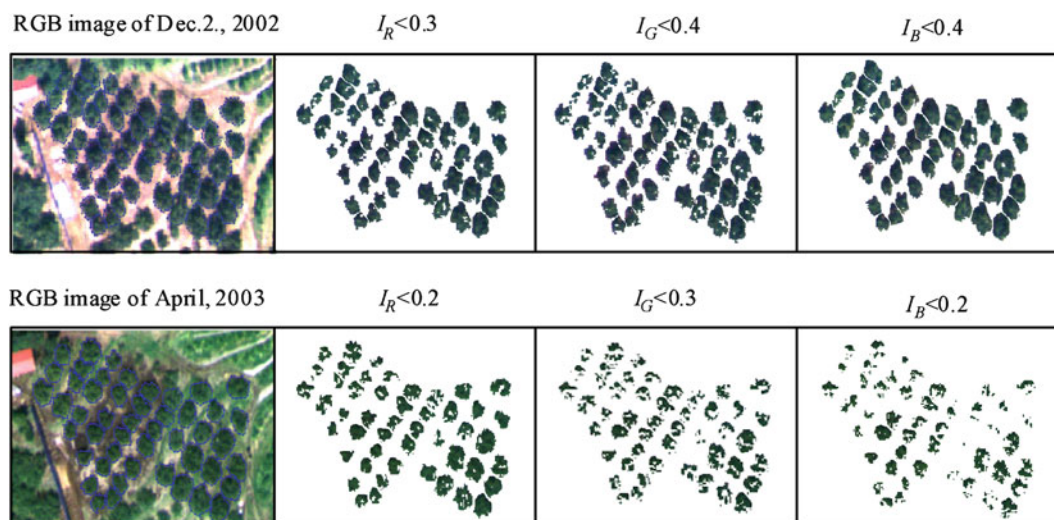 RGB image of Dec.2., 2002 I_R<0.3 I_G<0.4 I_B<0.4
RGB image of April, 2003 I_R<0.2 I_G<0.3 I_B<0.2